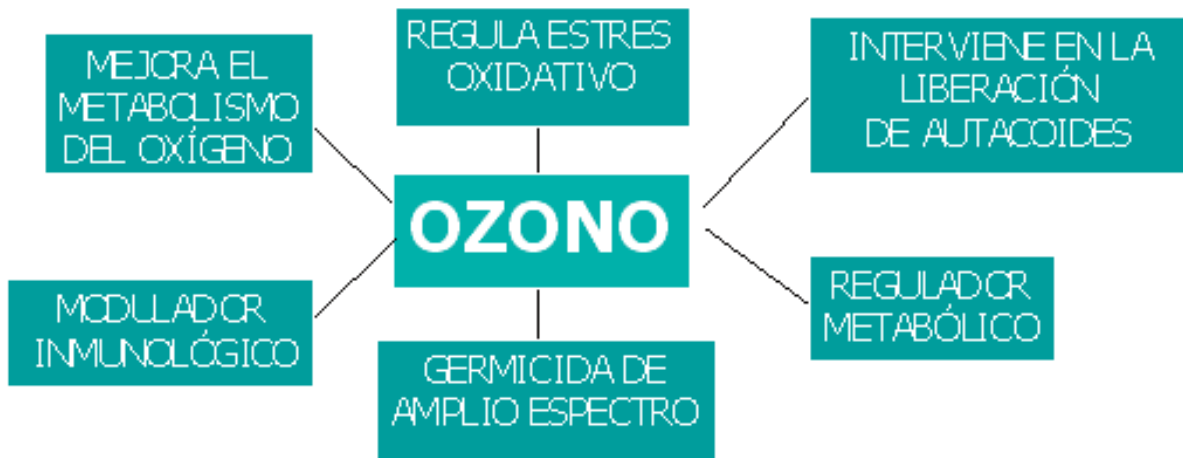 MEJORA EL
METABOLISMO
DEL OXÍGENO
REGULA ESTRES
OXIDATIVO
INTERVIENE EN LA
LIBERACIÓN
DE AUTACOIDES
OZONO
MODULADOR
INMUNOLÓGICO
GERMICIDA DE
AMPLIO ESPECTRO
REGULADOR
METABÓLICO